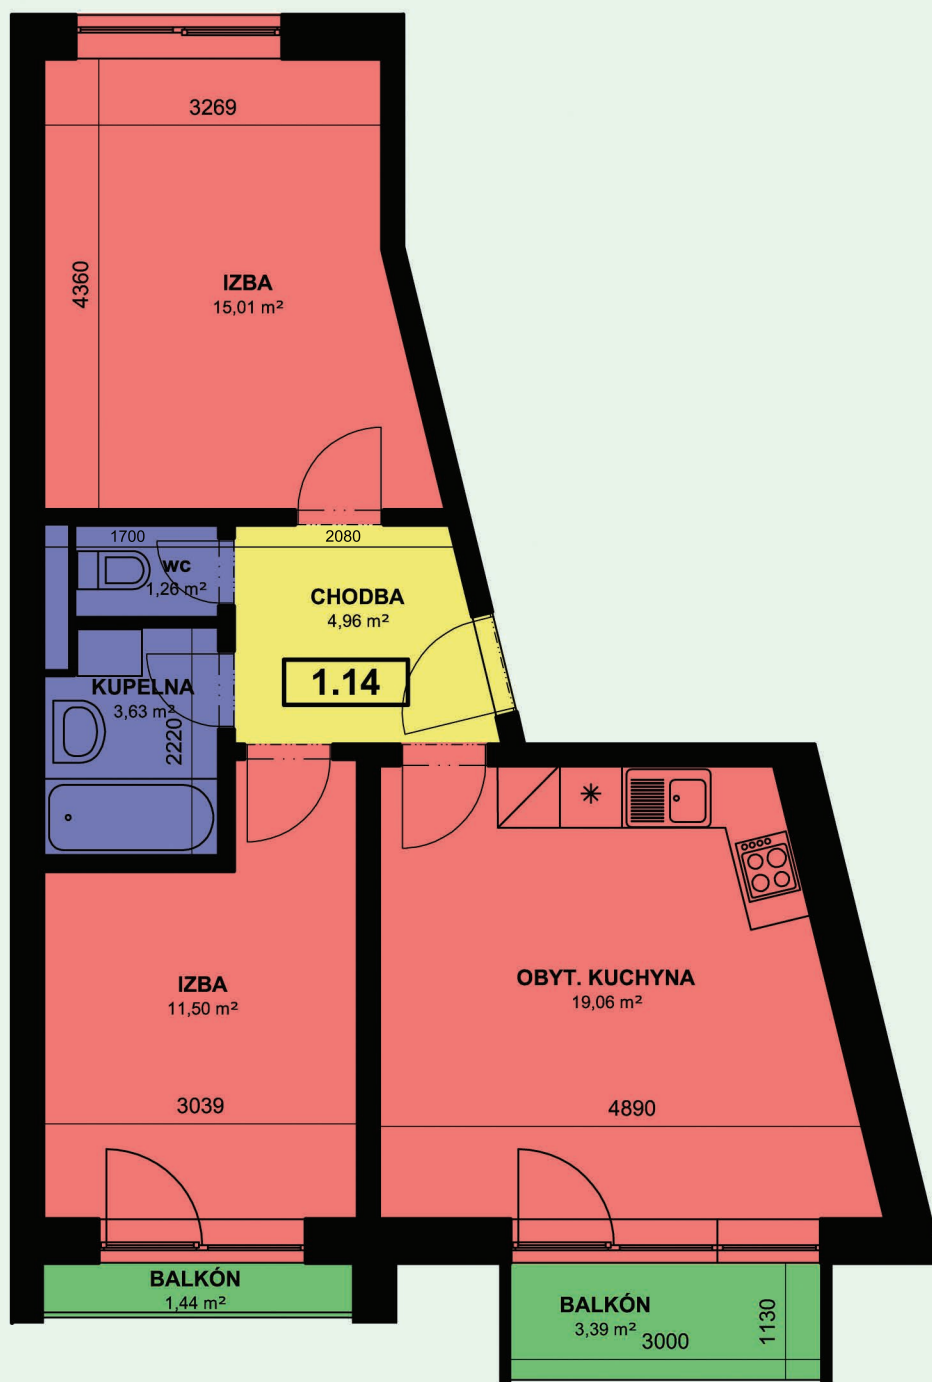 3269
4360
IZBA
15,01 m²
1700
2080
WC
1,26 m²
CHODBA
4,96 m²
1.14
KUPELNA
3,63 m²
2220
IZBA
11,50 m²
OBYT. KUCHYNA
19,06 m²
3039
4890
BALKÓN
1,44 m²
BALKÓN
3,39 m²
3000
1130